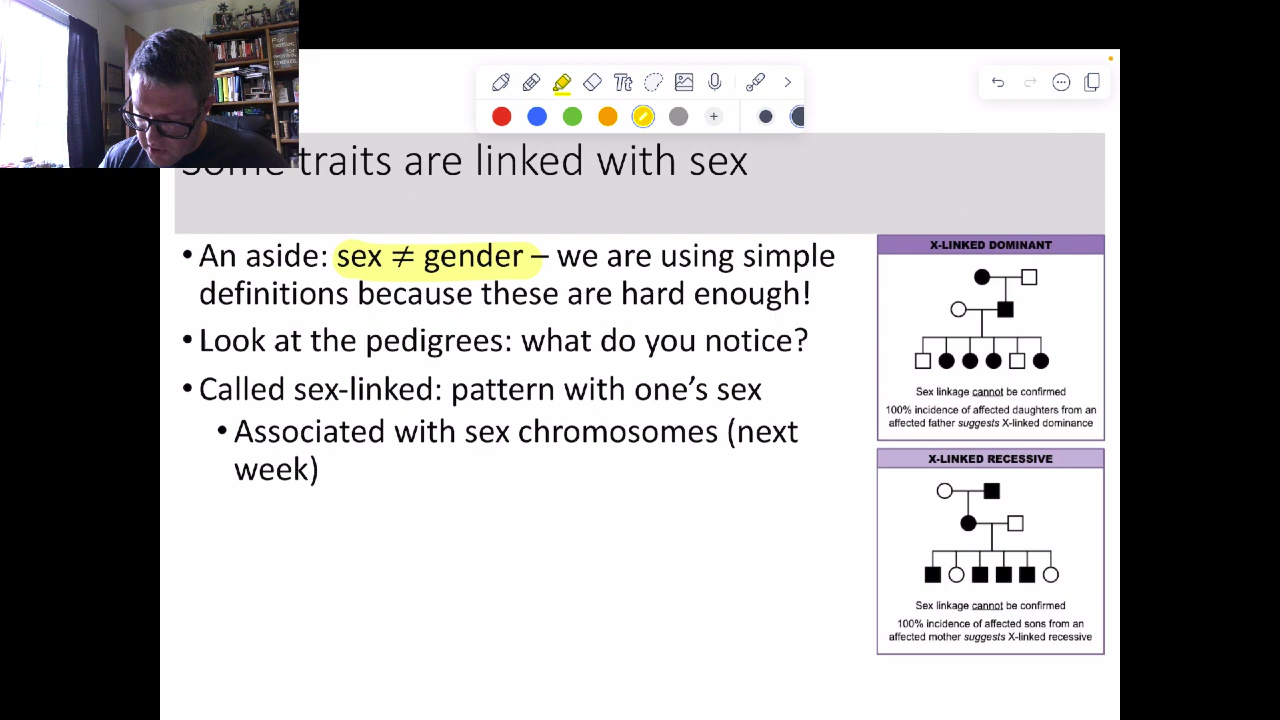 Some traits are linked with sex
• An aside: sex ≠ gender – we are using simple
definitions because these are hard enough!
• Look at the pedigrees: what do you notice?
• Called sex-linked: pattern with one's sex
• Associated with sex chromosomes (next
week)
X-LINKED DOMINANT
Sex linkage cannot be confirmed
100% incidence of affected daughters from an
affected father suggests X-linked dominance
X-LINKED RECESSIVE
Sex linkage cannot be confirmed
100% incidence of affected sons from an
affected mother suggests X-linked recessive